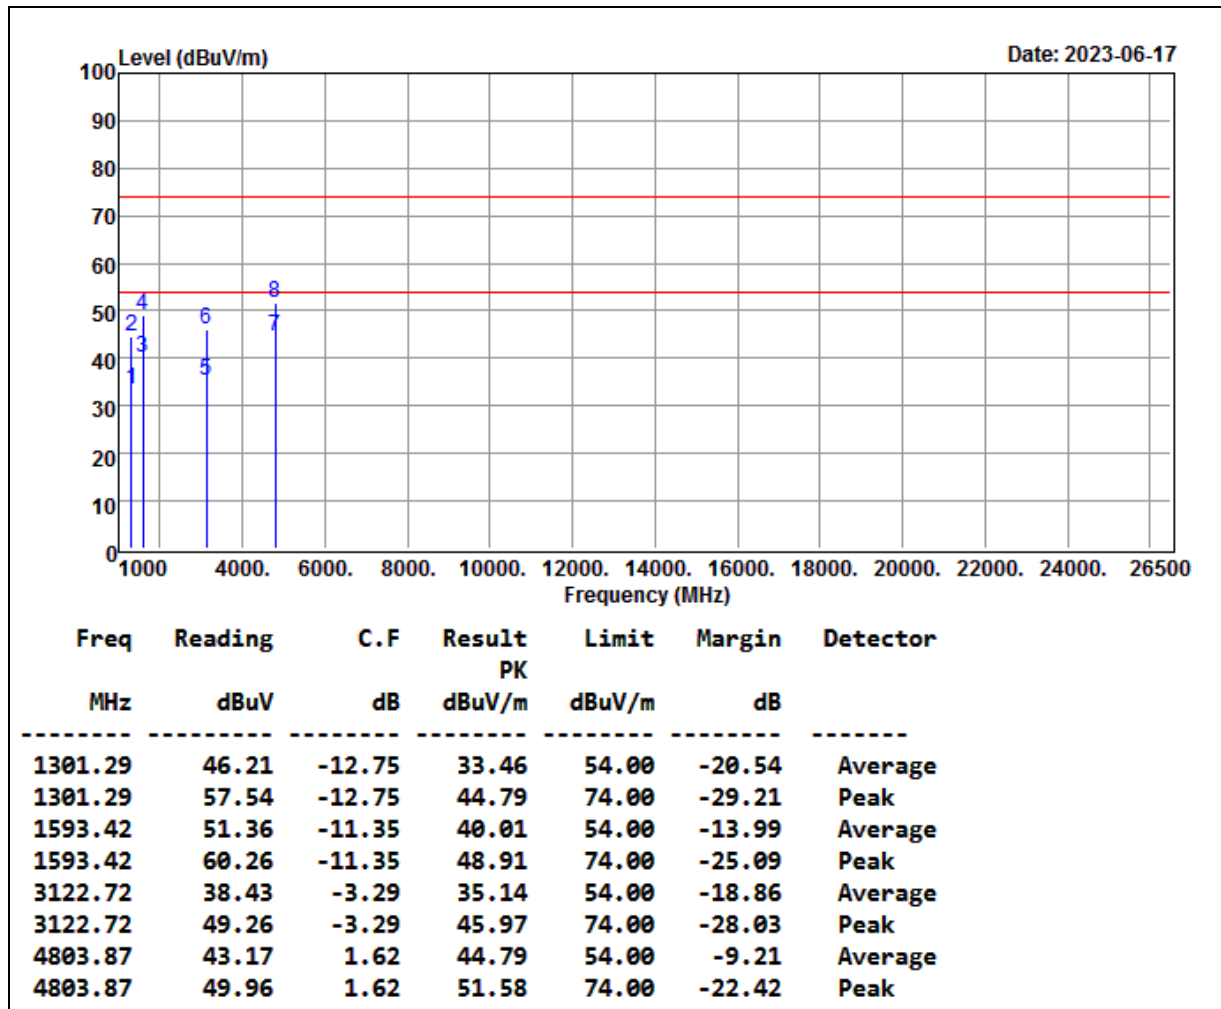 Level (dBuV/m) Date: 2023-06-17
100
90
80
70
60
50
40
30
20
10
0
8
4
6
2
7
3
5
1
1000 4000. 6000. 8000. 10000. 12000. 14000. 16000. 18000. 20000. 22000. 24000. 26500
Frequency (MHz)
Freq Reading C.F Result Limit Margin Detector
PK
MHz dBuV dB dBuV/m dBuV/m dB
-------- --------- -------- -------- -------- -------- -------
1301.29 46.21 -12.75 33.46 54.00 -20.54 Average
1301.29 57.54 -12.75 44.79 74.00 -29.21 Peak
1593.42 51.36 -11.35 40.01 54.00 -13.99 Average
1593.42 60.26 -11.35 48.91 74.00 -25.09 Peak
3122.72 38.43 -3.29 35.14 54.00 -18.86 Average
3122.72 49.26 -3.29 45.97 74.00 -28.03 Peak
4803.87 43.17 1.62 44.79 54.00 -9.21 Average
4803.87 49.96 1.62 51.58 74.00 -22.42 Peak